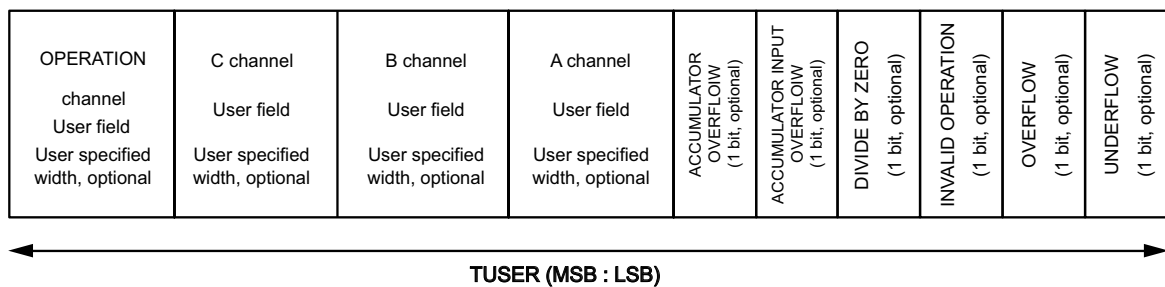 OPERATION
channel
User field
User specified
width, optional
C channel
User field
User specified
width, optional
B channel
User field
User specified
width, optional
A channel
User field
User specified
width, optional
ACCUMULATOR
OVERFLOIW
(1 bit, optional)
ACCUMULATOR INPUT
OVERFLOIW
(1 bit, optional)
DIVIDE BY ZERO
(1 bit, optional)
INVALID OPERATION
(1 bit, optional)
OVERFLOW
(1 bit, optional)
UNDERFLOW
(1 bit, optional)
TUSER (MSB : LSB)